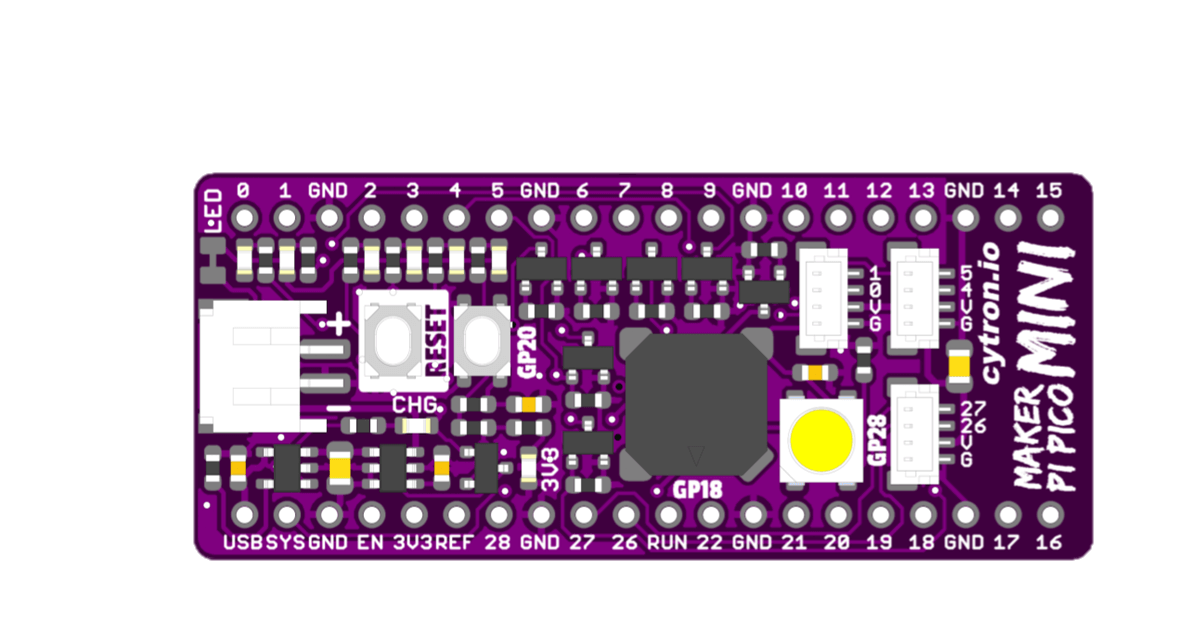 LED
0 1 GND 2 3 4 5 GND 6 7 8 9 GND 10 11 12 13 GND 14 15
+
-
RESET
GP20
CHG
3V8
GP18
GP28
1
0
V
G
5
4
V
G
27
26
V
G
cytron.io
MAKER
PI PICO
MINI
USB SYS GND EN 3V3 REF 28 GND 27 26 RUN 22 GND 21 20 19 18 GND 17 16